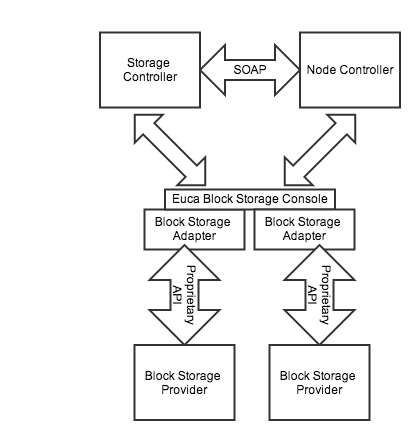 Storage
Controller
SOAP
Node Controller
Euca Block Storage Console
Block Storage
Adapter
Block Storage
Adapter
Proprietary
API
Proprietary
API
Block Storage
Provider
Block Storage
Provider